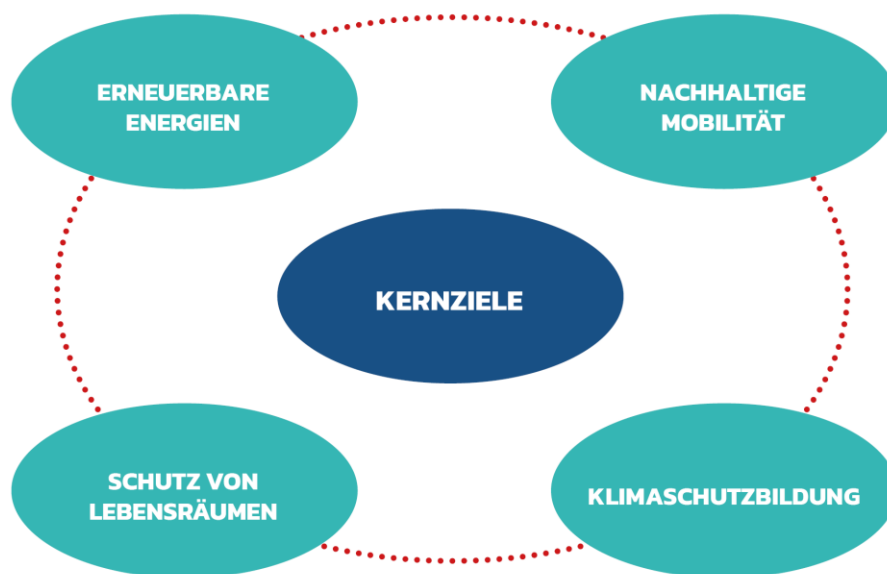 ERNEUERBARE
ENERGIEN
NACHHALTIGE
MOBILITÄT
KERNZIELE
SCHUTZ VON
LEBENSRÄUMEN
KLIMASCHUTZBILDUNG